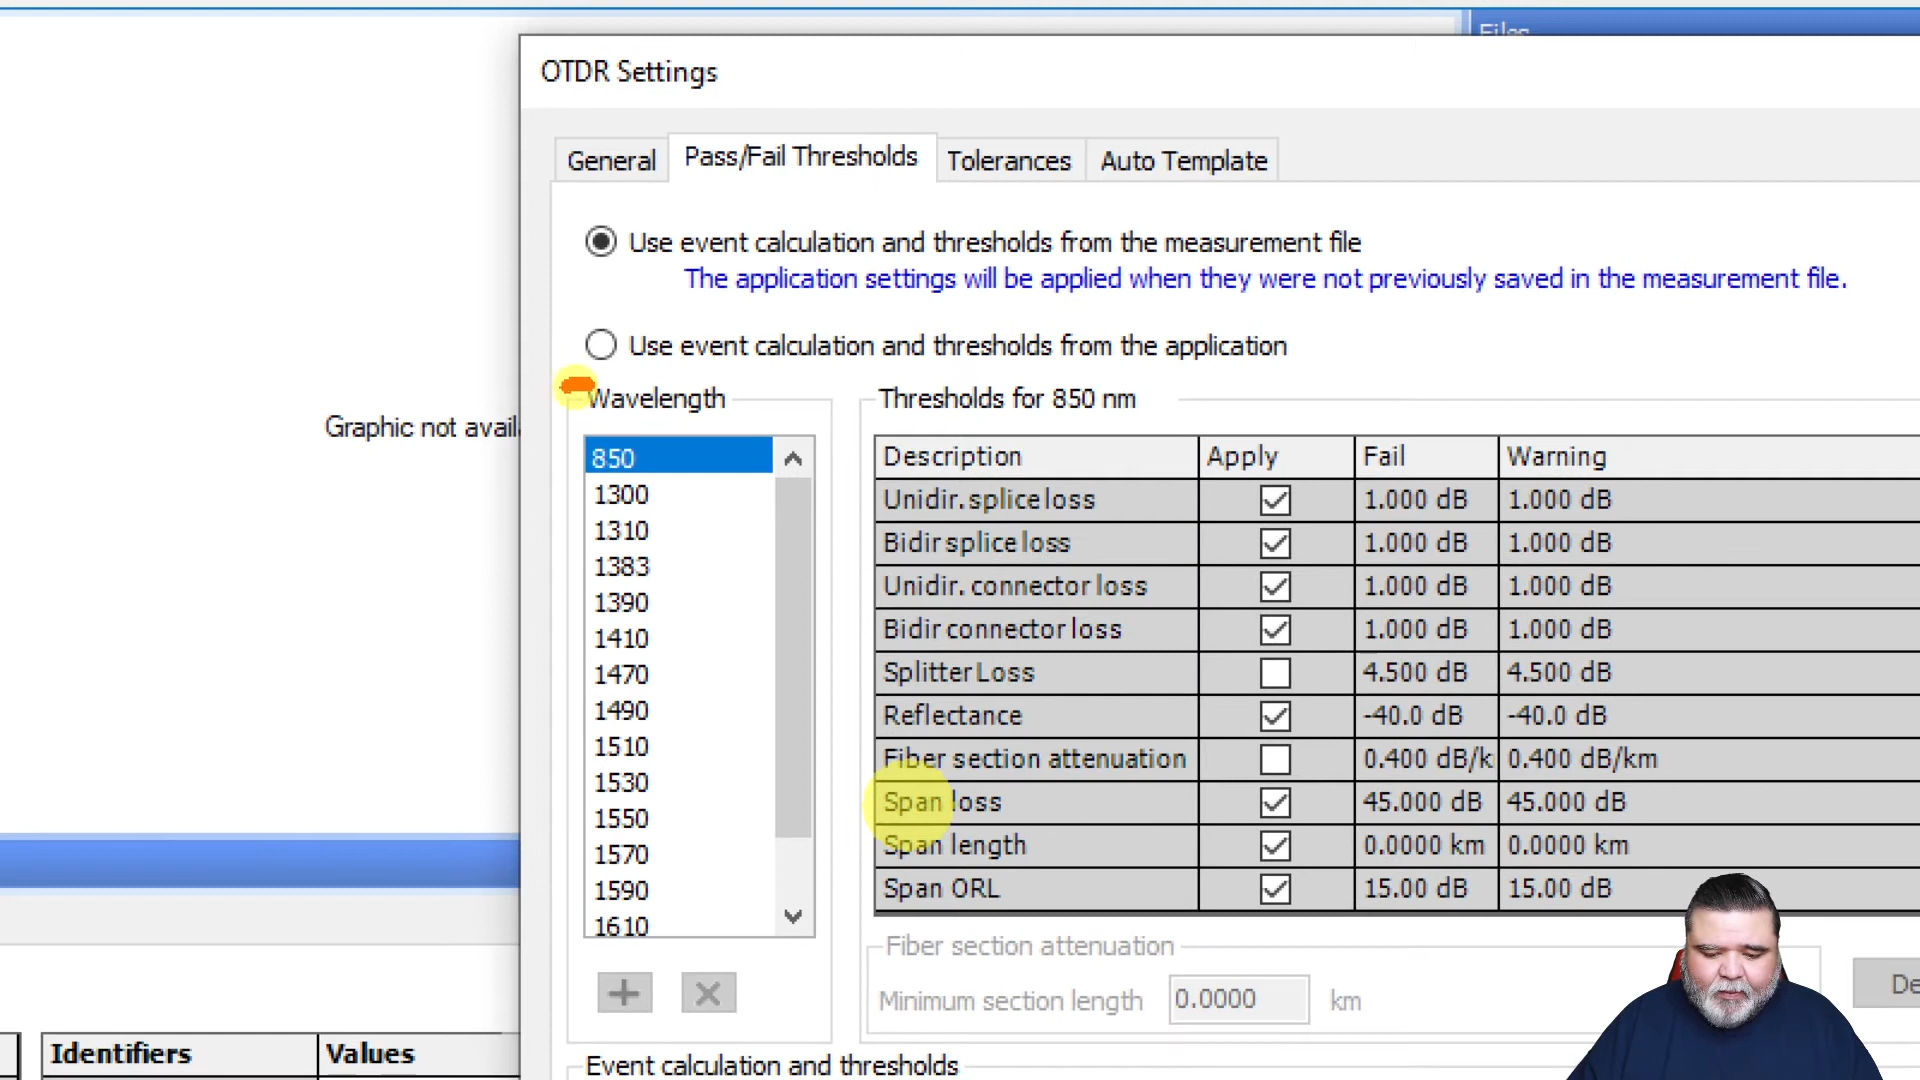 Files
OTDR Settings
General Pass/Fail Thresholds Tolerances Auto Template
Use event calculation and thresholds from the measurement file
The application settings will be applied when they were not previously saved in the measurement file.
Use event calculation and thresholds from the application
Graphic not avail
Wavelength
850
1300
1310
1383
1390
1410
1470
1490
1510
1530
1550
1570
1590
1610
Thresholds for 850 nm
Description Apply Fail Warning
Unidir. splice loss 1.000 dB 1.000 dB
Bidir splice loss 1.000 dB 1.000 dB
Unidir. connector loss 1.000 dB 1.000 dB
Bidir connector loss 1.000 dB 1.000 dB
Splitter Loss 4.500 dB 4.500 dB
Reflectance -40.0 dB -40.0 dB
Fiber section attenuation 0.400 dB/k 0.400 dB/km
Span loss 45.000 dB 45.000 dB
Span length 0.0000 km 0.0000 km
Span ORL 15.00 dB 15.00 dB
Fiber section attenuation
Minimum section length 0.0000 km
De
Identifiers Values
Event calculation and thresholds